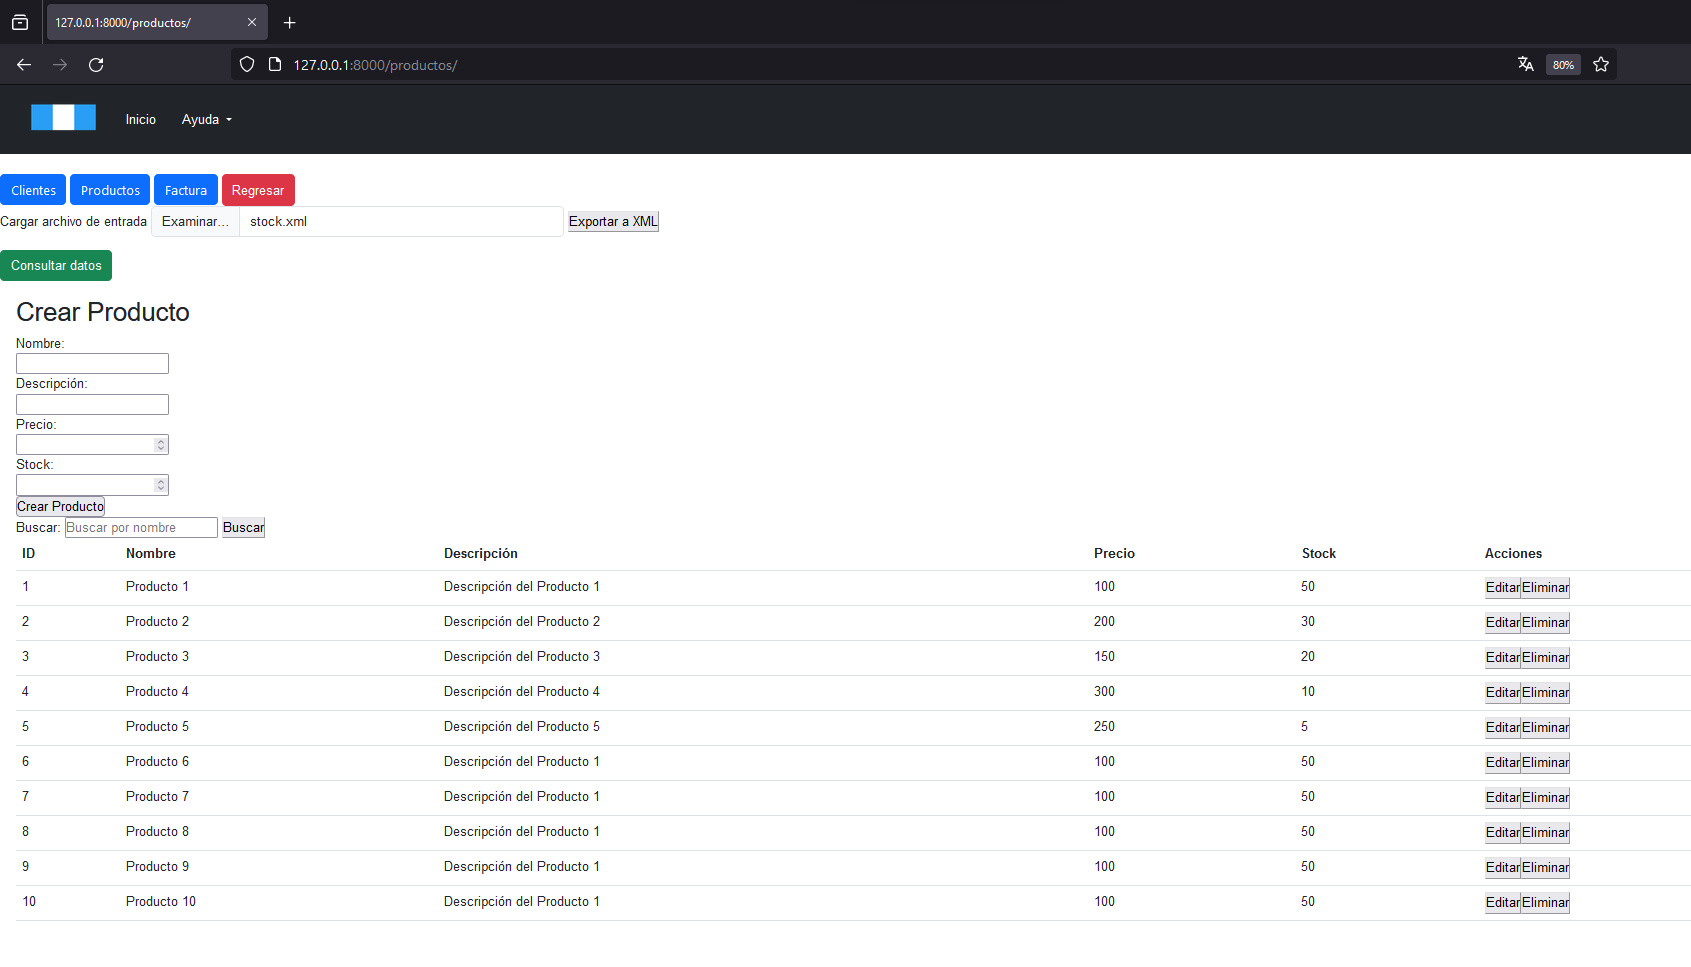 127.0.0.1:8000/productos/
127.0.0.1:8000/productos/ 80%
Inicio Ayuda
Clientes Productos Factura Regresar
Cargar archivo de entrada Examinar... stock.xml Exportar a XML
Consultar datos
Crear Producto
Nombre:
Descripción:
Precio:
Stock:
Crear Producto
Buscar: Buscar por nombre Buscar
ID Nombre Descripción Precio Stock Acciones
1 Producto 1 Descripción del Producto 1 100 50 Editar Eliminar
2 Producto 2 Descripción del Producto 2 200 30 Editar Eliminar
3 Producto 3 Descripción del Producto 3 150 20 Editar Eliminar
4 Producto 4 Descripción del Producto 4 300 10 Editar Eliminar
5 Producto 5 Descripción del Producto 5 250 5 Editar Eliminar
6 Producto 6 Descripción del Producto 1 100 50 Editar Eliminar
7 Producto 7 Descripción del Producto 1 100 50 Editar Eliminar
8 Producto 8 Descripción del Producto 1 100 50 Editar Eliminar
9 Producto 9 Descripción del Producto 1 100 50 Editar Eliminar
10 Producto 10 Descripción del Producto 1 100 50 Editar Eliminar